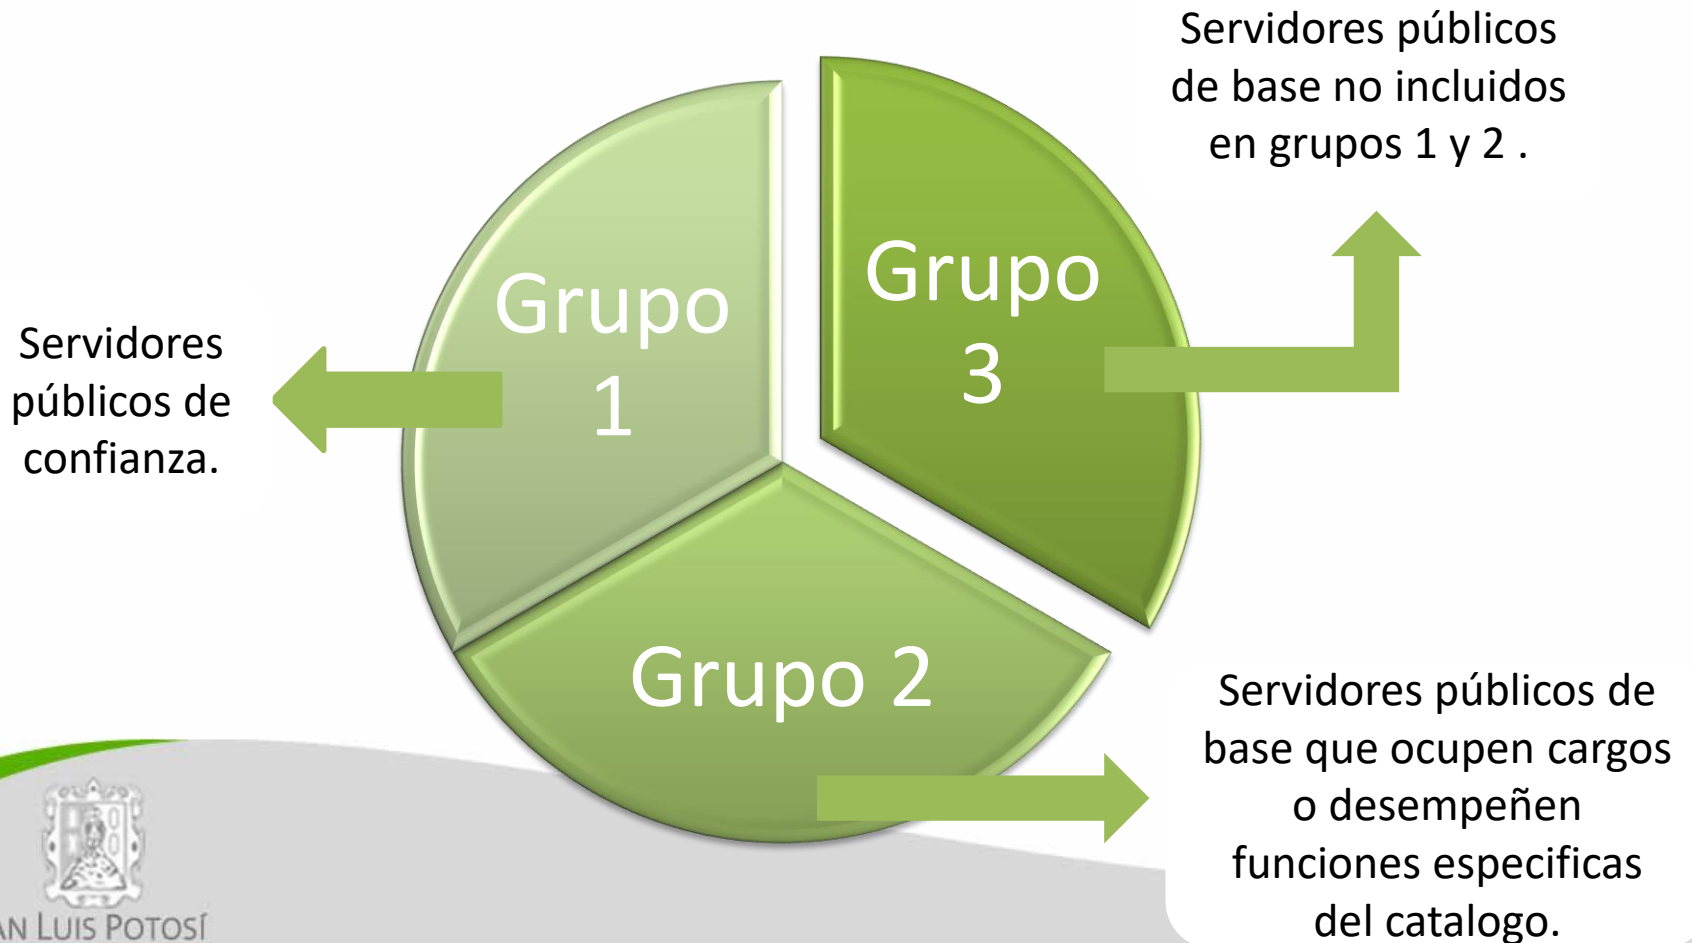 Servidores públicos
de base no incluidos
en grupos 1 y 2 .
Grupo
1
Grupo
3
Servidores
públicos de
confianza.
Grupo 2
Servidores públicos de
base que ocupen cargos
o desempeñen
funciones especificas
del catalogo.
AN LUIS POTOSÍ